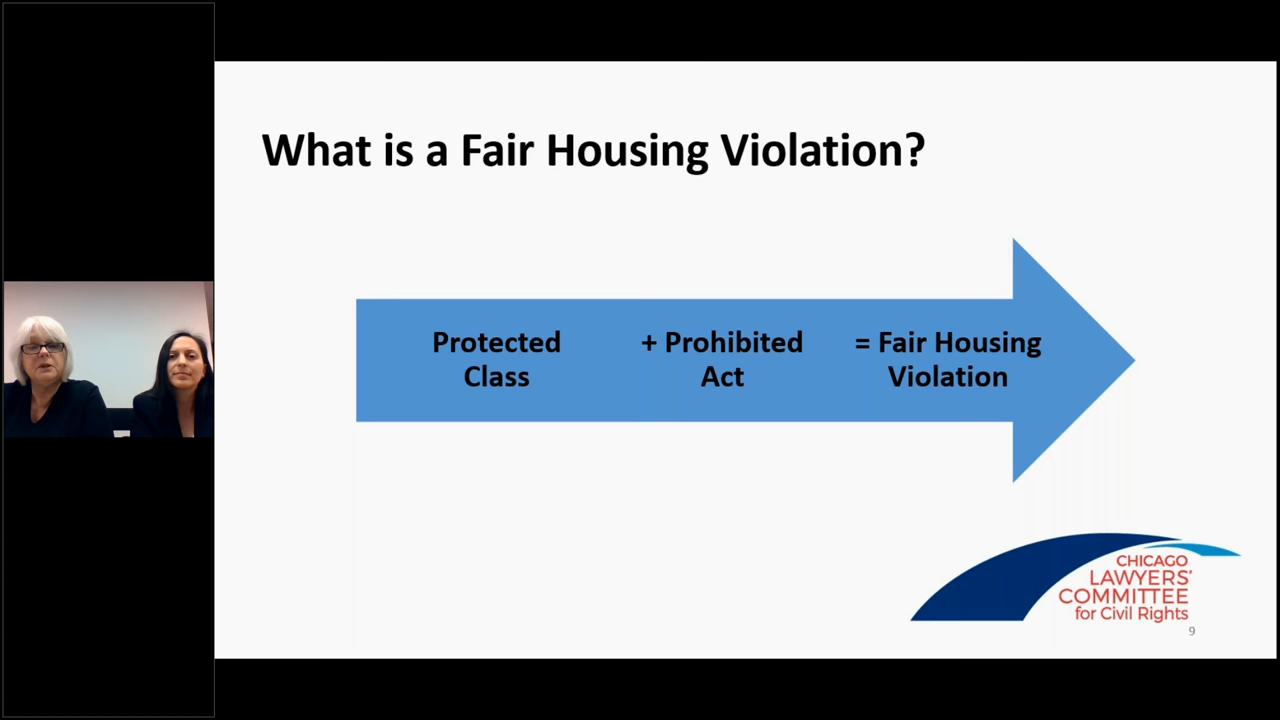 What is a Fair Housing Violation?
Protected
Class
+ Prohibited
Act
= Fair Housing
Violation
CHICAGO
LAWYERS'
COMMITTEE
for Civil Rights
9